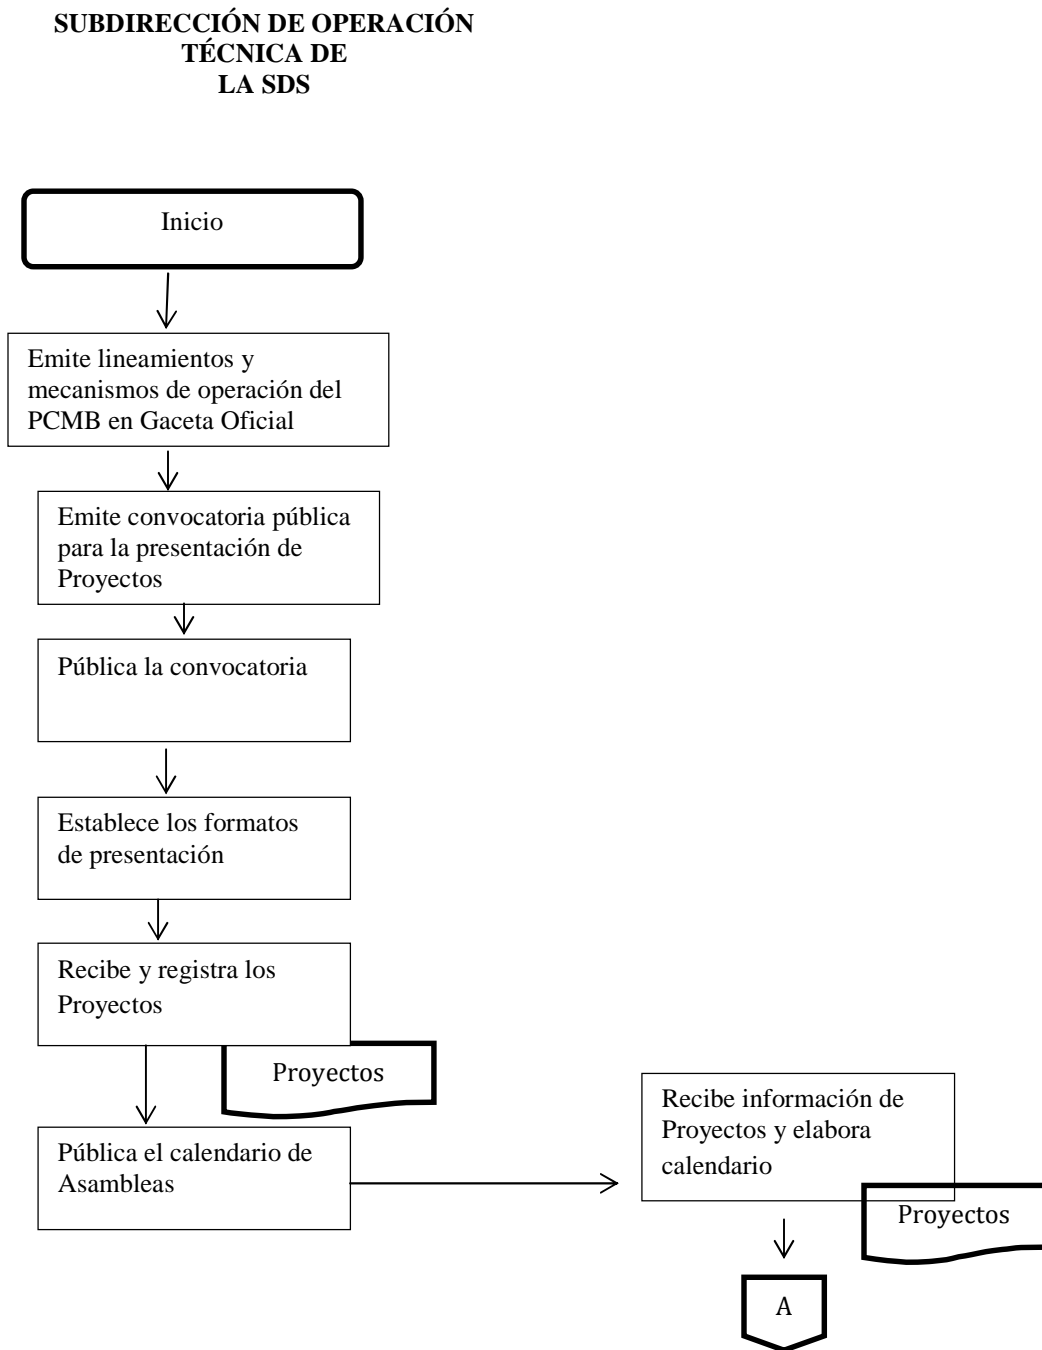 SUBDIRECCIÓN DE OPERACIÓN
TÉCNICA DE
LA SDS
Inicio
Emite lineamientos y
mecanismos de operación del
PCMB en Gaceta Oficial
Emite convocatoria pública
para la presentación de
Proyectos
Pública la convocatoria
Establece los formatos
de presentación
Recibe y registra los
Proyectos
Proyectos
Pública el calendario de
Asambleas
Recibe información de
Proyectos y elabora
calendario
Proyectos
A